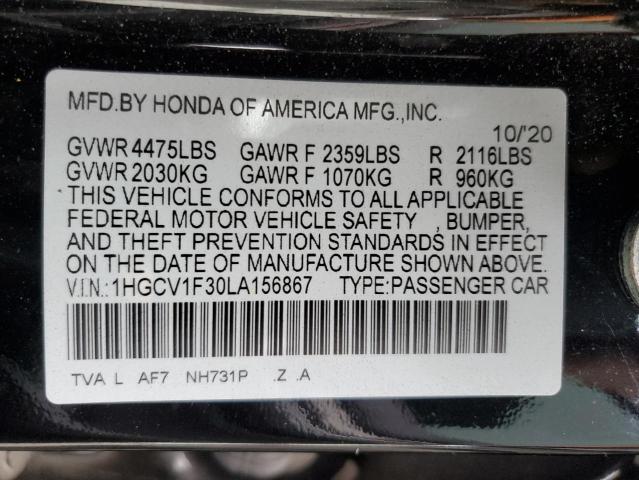 MFD.BY HONDA OF AMERICA MFG.,INC.
10/'20
GVWR 4475LBS GAWR F 2359LBS R 2116LBS
GVWR 2030KG GAWR F 1070KG R 960KG
THIS VEHICLE CONFORMS TO ALL APPLICABLE
FEDERAL MOTOR VEHICLE SAFETY , BUMPER,
AND THEFT PREVENTION STANDARDS IN EFFECT
ON THE DATE OF MANUFACTURE SHOWN ABOVE.
V.I.N.:1HGCV1F30LA156867 TYPE:PASSENGER CAR
TVA L AF7 NH731P .Z .A